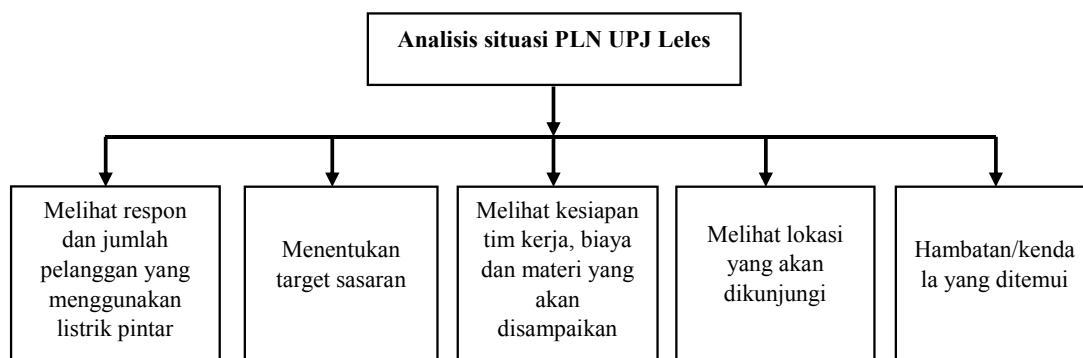 Analisis situasi PLN UPJ Leles
Melihat respon
dan jumlah
pelanggan yang
menggunakan
listrik pintar
Menentukan
target sasaran
Melihat kesiapan
tim kerja, biaya
dan materi yang
akan
disampaikan
Melihat lokasi
yang akan
dikunjungi
Hambatan/kenda
la yang ditemui